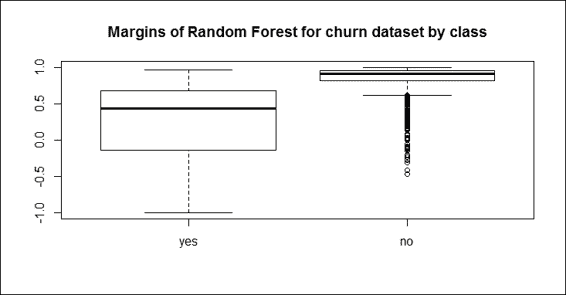 Margins of Random Forest for churn dataset by class
1.0
0.5
0.0
-0.5
-1.0
yes no